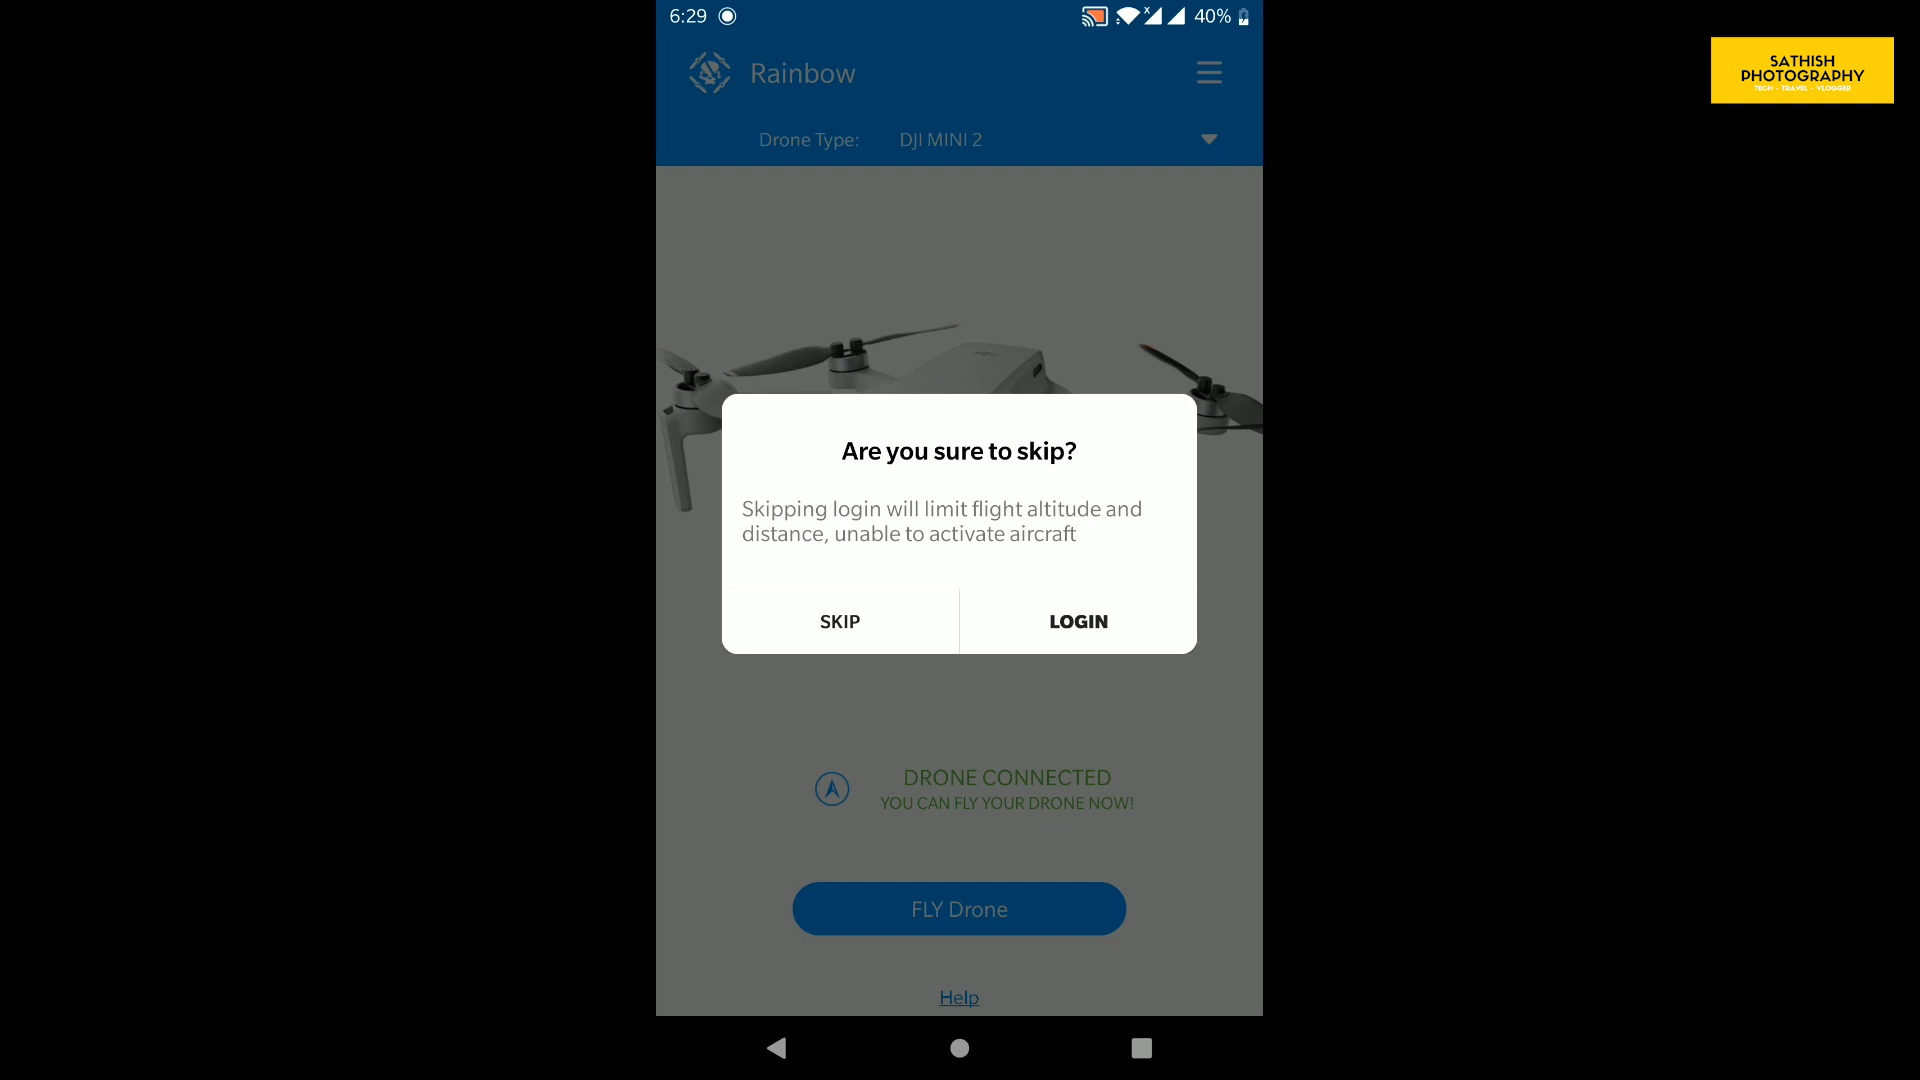 6:29
40%
SATHISH
PHOTOGRAPHY
TECH - TRAVEL - VLOGGER
Rainbow
Drone Type: DJI MINI 2
Are you sure to skip?
Skipping login will limit flight altitude and
distance, unable to activate aircraft
SKIP
LOGIN
DRONE CONNECTED
YOU CAN FLY YOUR DRONE NOW!
FLY Drone
Help